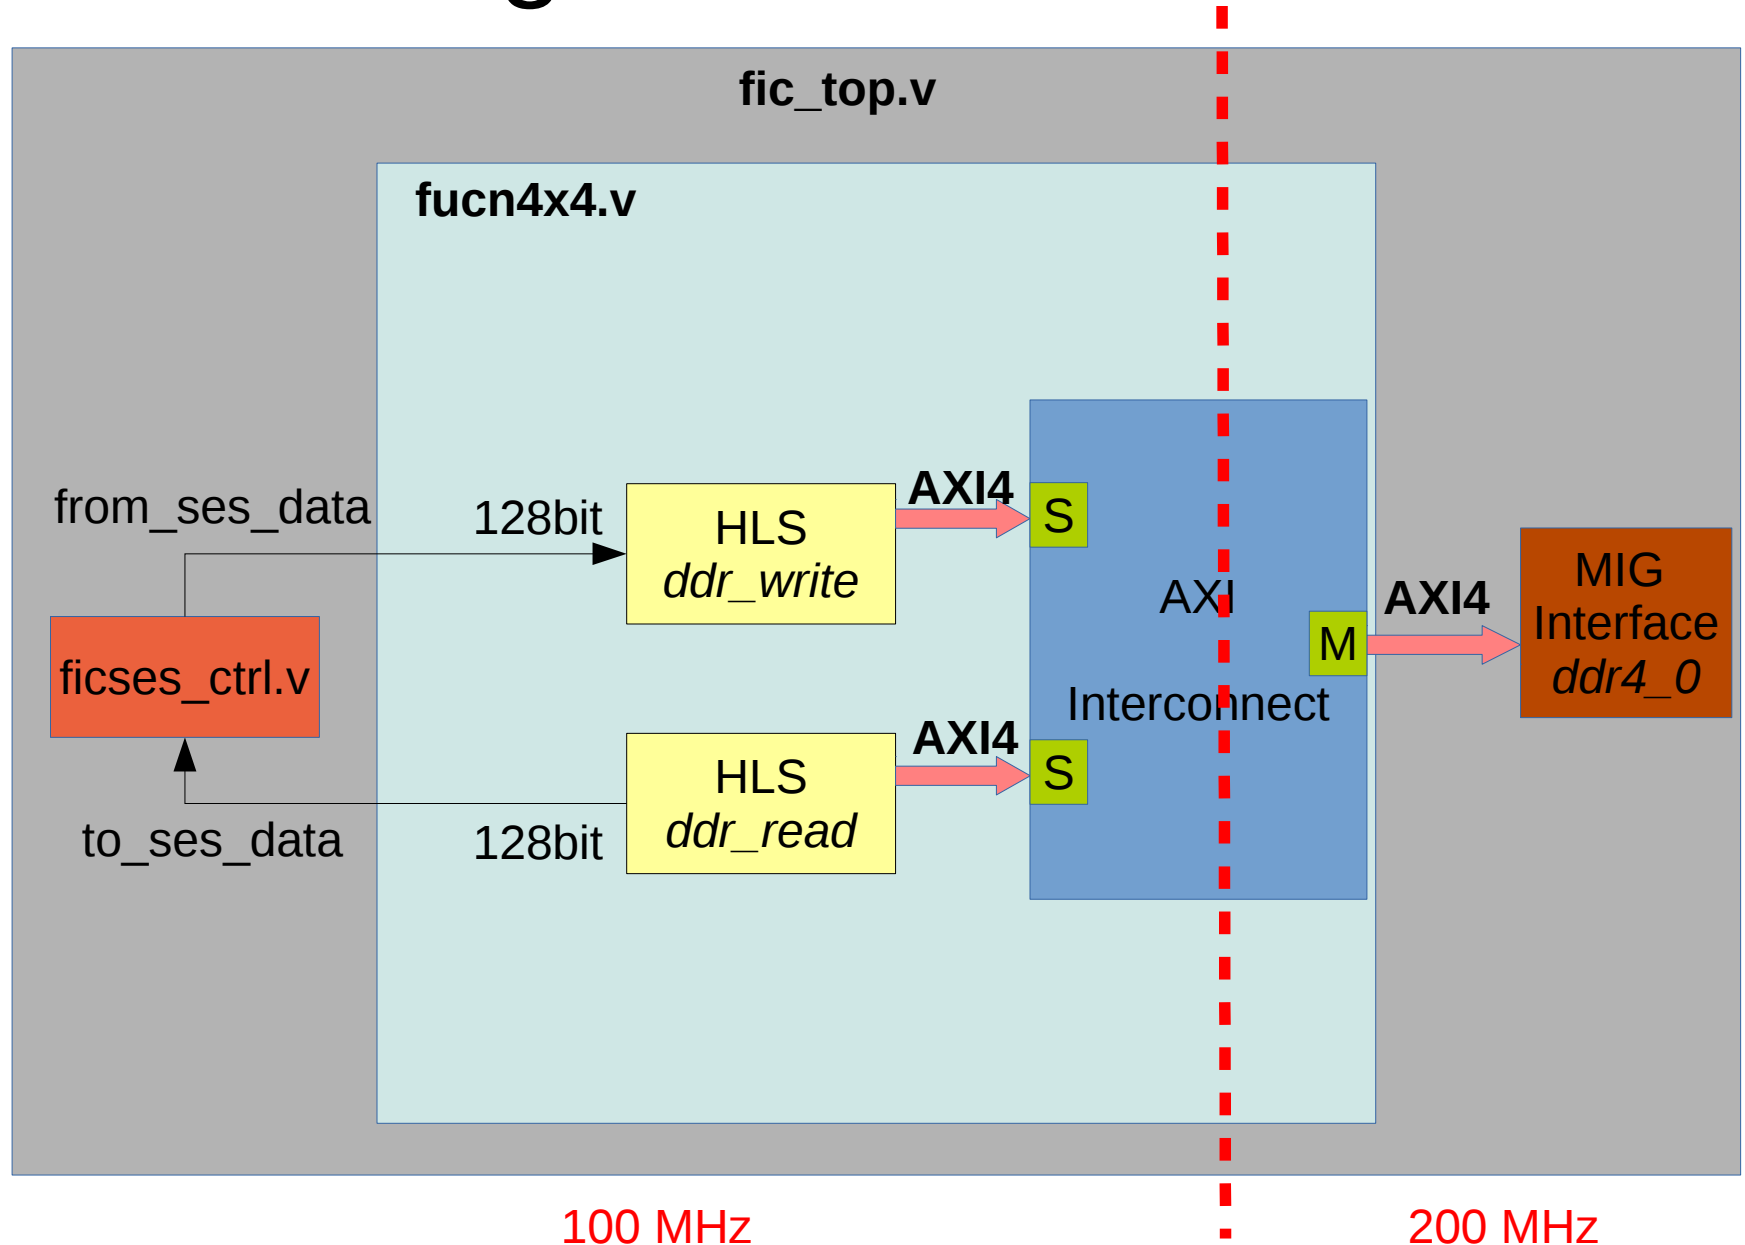 fic_top.v
fucn4x4.v
from_ses_data
128bit
HLS
ddr_write
AXI4
S
AXI
Interconnect
M
AXI4
MIG
Interface
ddr4_0
ficses_ctrl.v
to_ses_data
128bit
HLS
ddr_read
AXI4
S
100 MHz
200 MHz